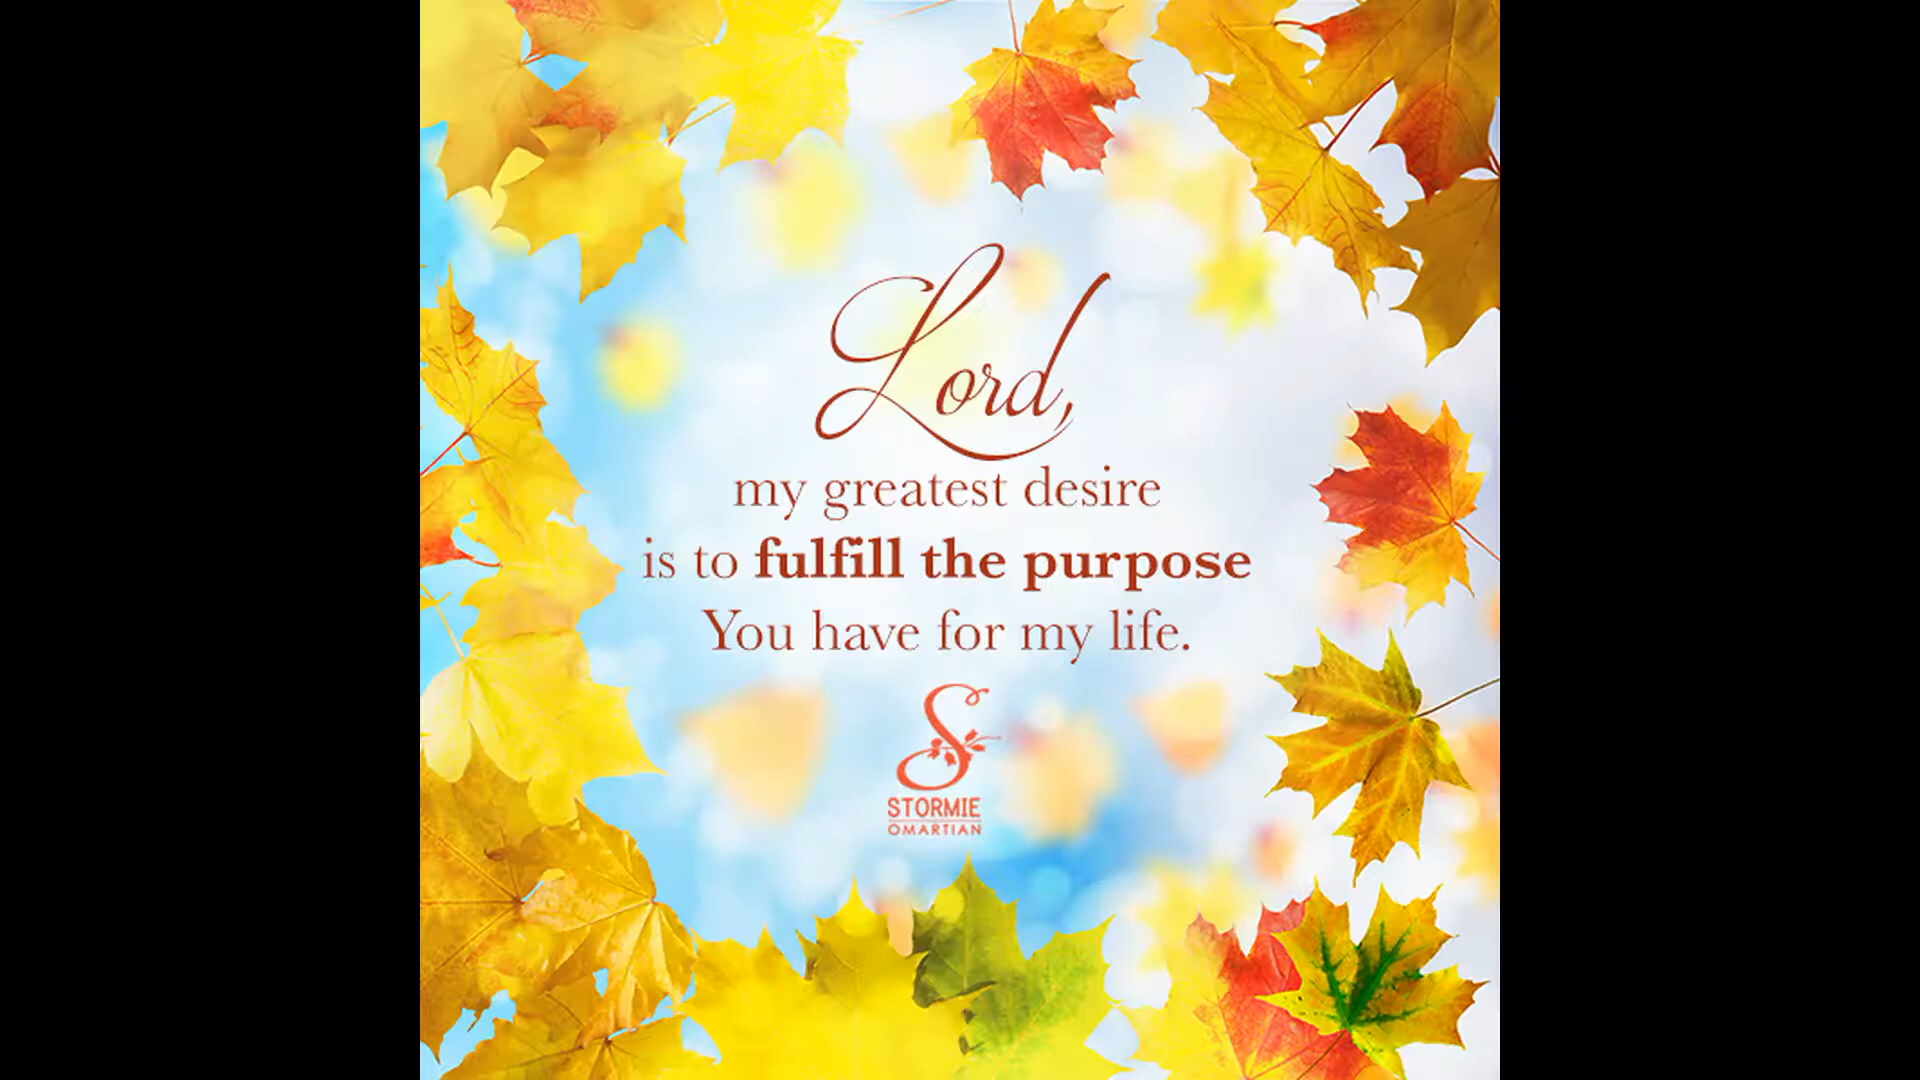 Lord,
my greatest desire
is to fulfill the purpose
You have for my life.
S
STORMIE
OMARTIAN